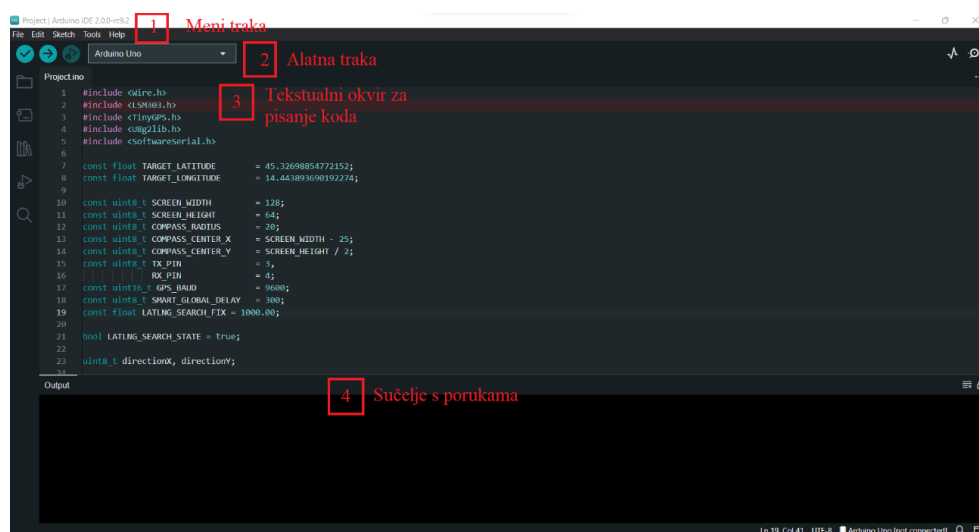 Project | Arduino IDE 2.0.0-rc9.2
1 Meni traka
File Edit Sketch Tools Help
Arduino Uno
2 Alatna traka
Project.ino
3 Tekstualni okvir za
pisanje koda
1 #include <Wire.h>
2 #include <LSM303.h>
3 #include <TinyGPS.h>
4 #include <U8g2lib.h>
5 #include <SoftwareSerial.h>
6
7 const float TARGET_LATITUDE = 45.32698854772152;
8 const float TARGET_LONGITUDE = 14.443893690192274;
9
10 const uint8_t SCREEN_WIDTH = 128;
11 const uint8_t SCREEN_HEIGHT = 64;
12 const uint8_t COMPASS_RADIUS = 20;
13 const uint8_t COMPASS_CENTER_X = SCREEN_WIDTH - 25;
14 const uint8_t COMPASS_CENTER_Y = SCREEN_HEIGHT / 2;
15 const uint8_t TX_PIN = 3,
16 RX_PIN = 4;
17 const uint16_t GPS_BAUD = 9600;
18 const uint8_t SMART_GLOBAL_DELAY = 300;
19 const float LATLNG_SEARCH_FIX = 1000.00;
20
21 bool LATLNG_SEARCH_STATE = true;
22
23 uint8_t directionX, directionY;
24
Output
4 Sučelje s porukama
Ln 19, Col 41 UTF-8 Arduino Uno [not connected]